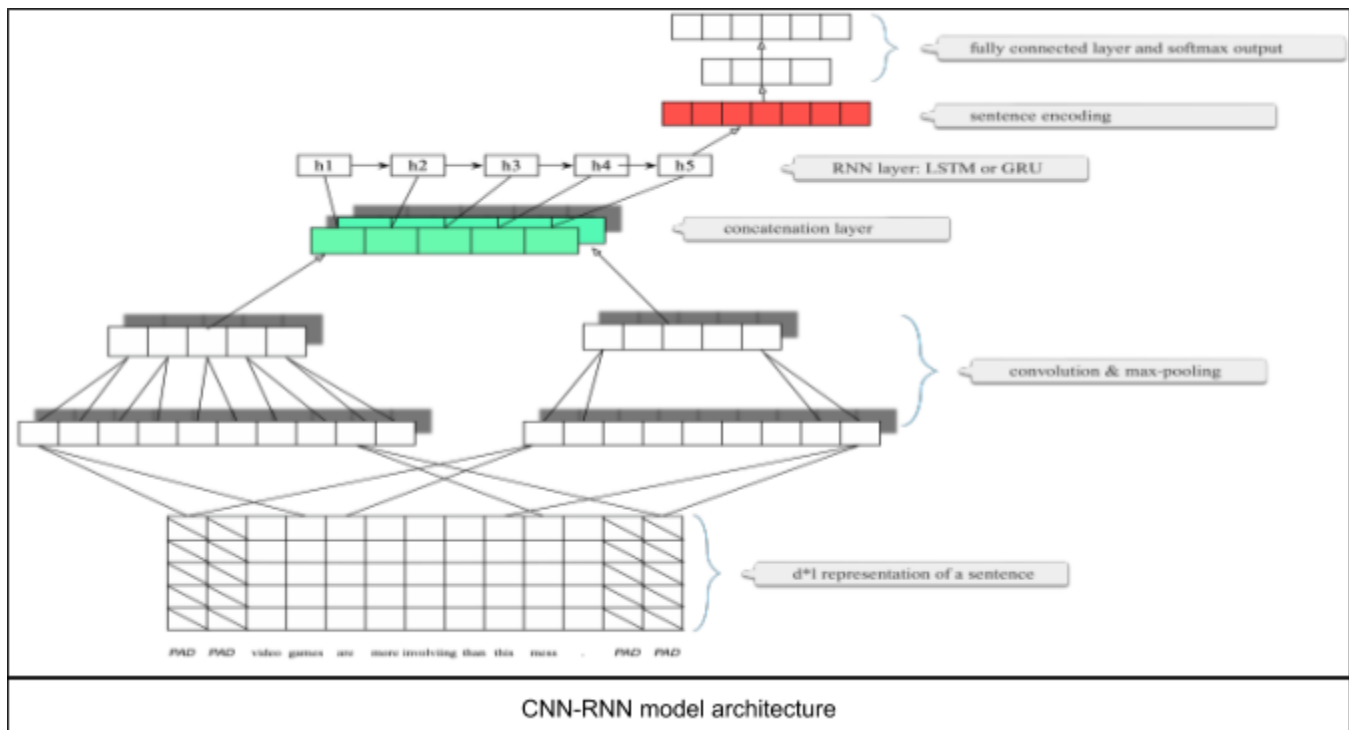 fully connected layer and softmax output
sentence encoding
h1 h2 h3 h4 h5
RNN layer: LSTM or GRU
concatenation layer
convolution & max-pooling
d*l representation of a sentence
PAD PAD video games are more involviing than this mess . PAD PAD
CNN-RNN model architecture